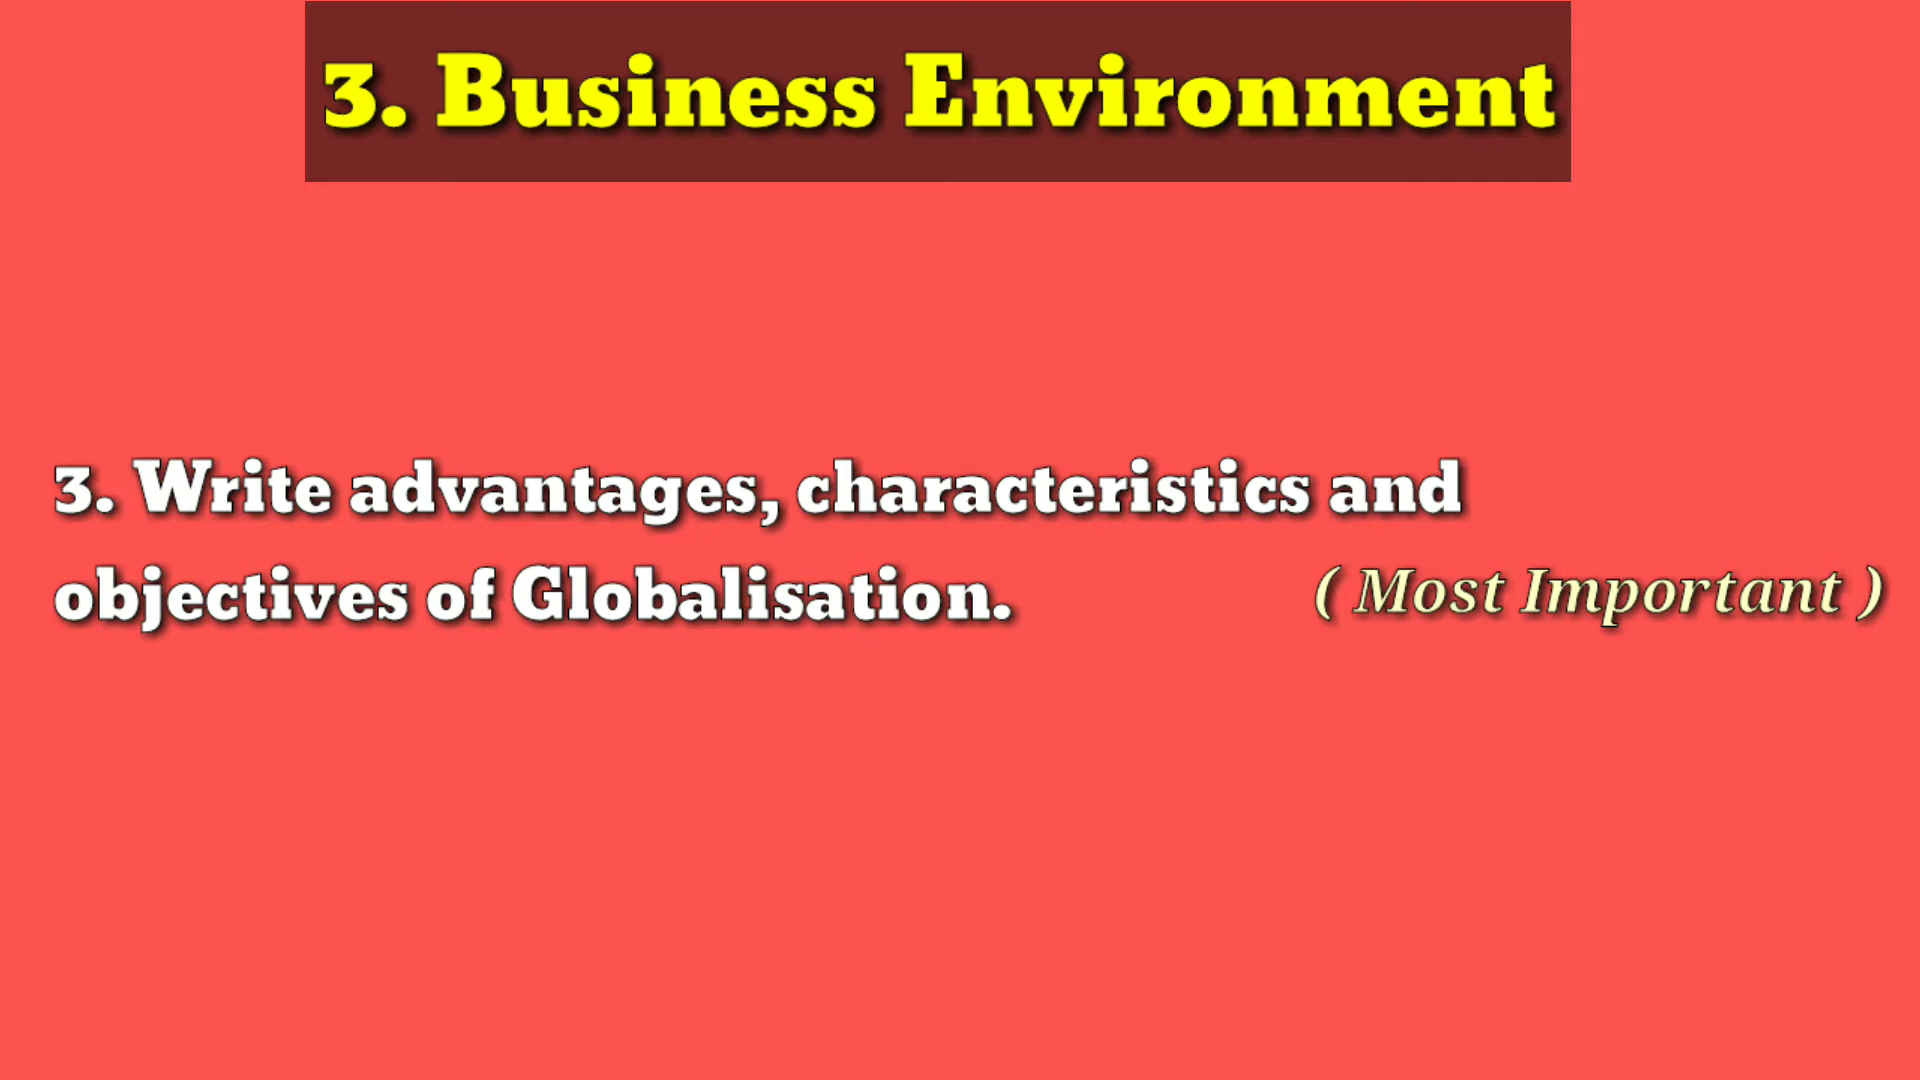 3. Business Environment
3. Write advantages, characteristics and
objectives of Globalisation. ( Most Important )